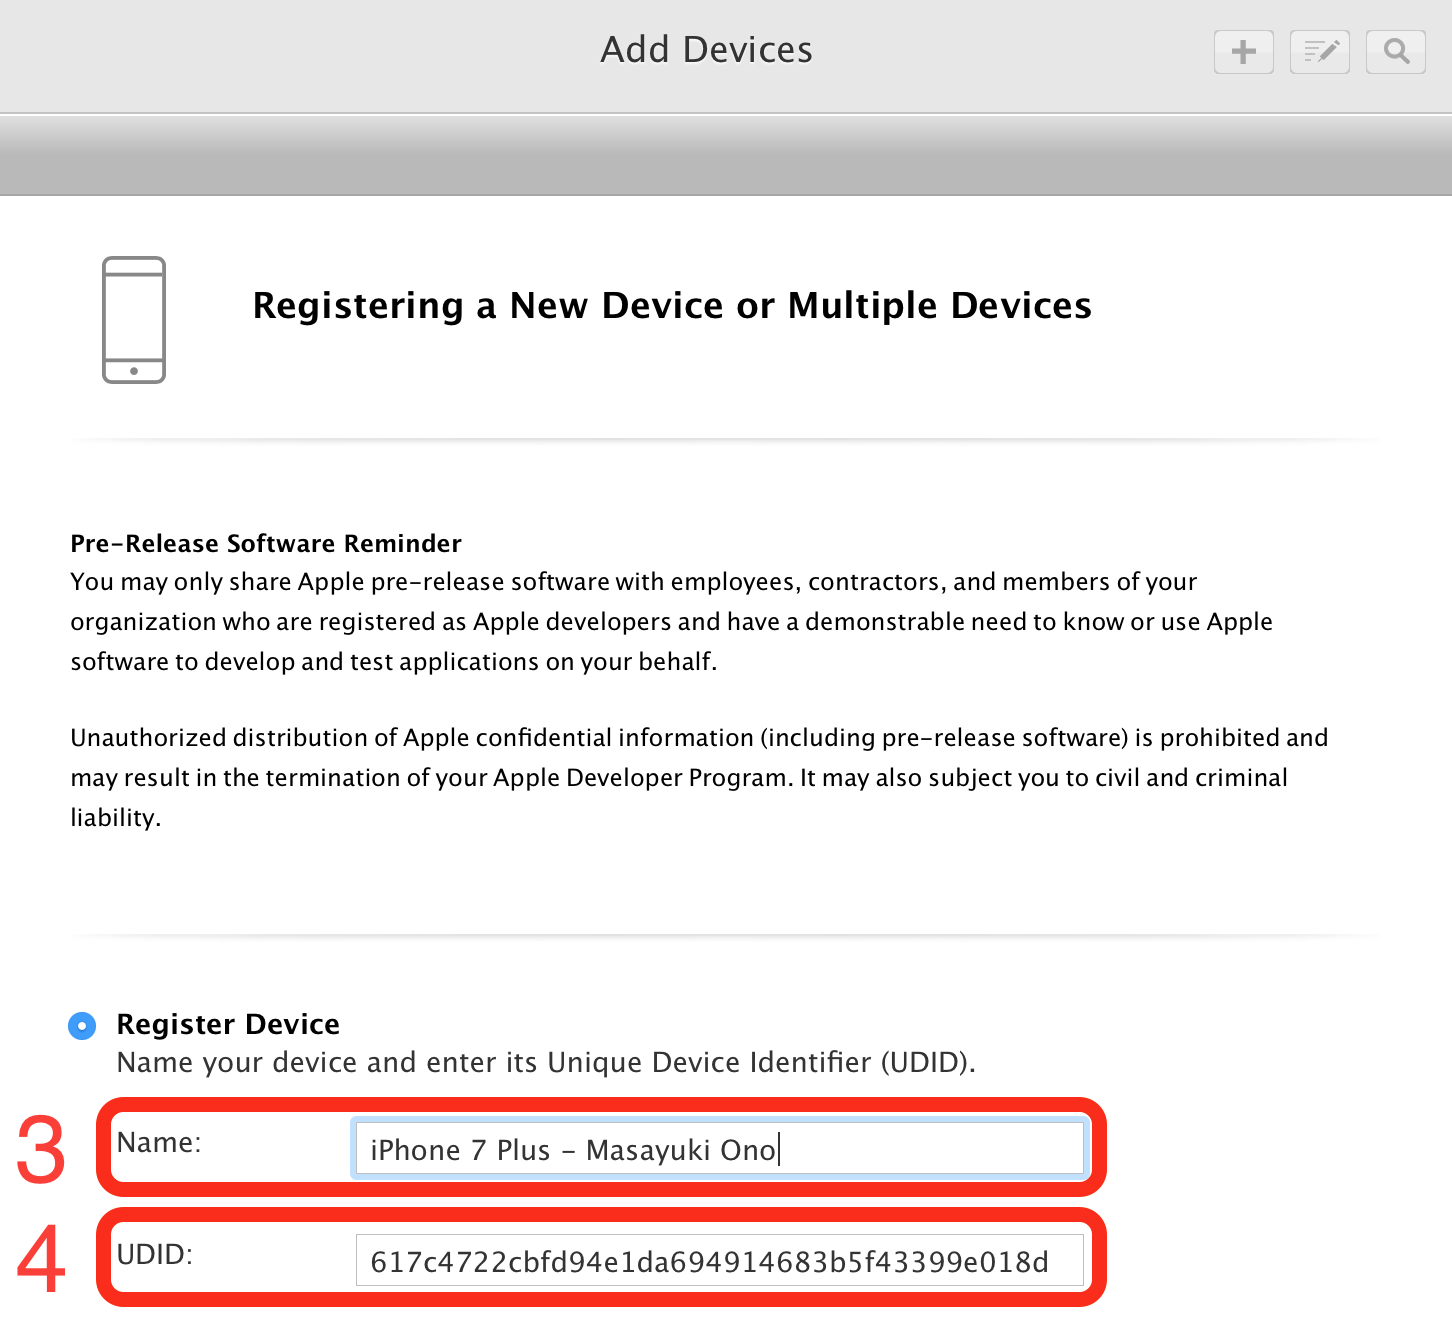 Add Devices
Registering a New Device or Multiple Devices
Pre-Release Software Reminder
You may only share Apple pre-release software with employees, contractors, and members of your
organization who are registered as Apple developers and have a demonstrable need to know or use Apple
software to develop and test applications on your behalf.
Unauthorized distribution of Apple confidential information (including pre-release software) is prohibited and
may result in the termination of your Apple Developer Program. It may also subject you to civil and criminal
liability.
Register Device
Name your device and enter its Unique Device Identifier (UDID).
3 Name: iPhone 7 Plus - Masayuki Ono
4 UDID: 617c4722cbfd94e1da694914683b5f43399e018d